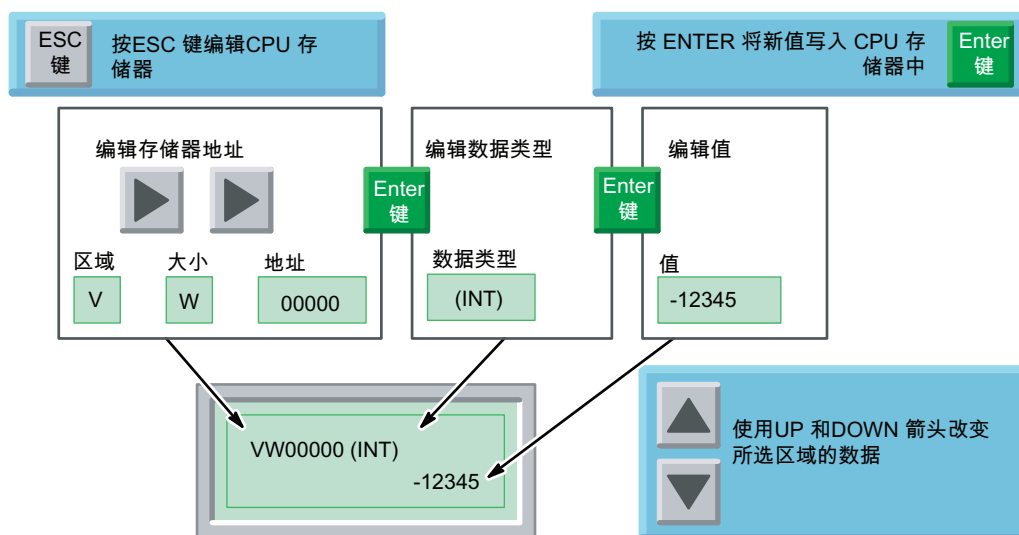 ESC
键
按ESC 键编辑CPU 存
储器
按 ENTER 将新值写入 CPU 存
储器中
Enter
键
编辑存储器地址
区域
大小
地址
V
W
00000
Enter
键
编辑数据类型
数据类型
(INT)
Enter
键
编辑值
值
-12345
VW00000 (INT)
-12345
使用UP 和DOWN 箭头改变
所选区域的数据